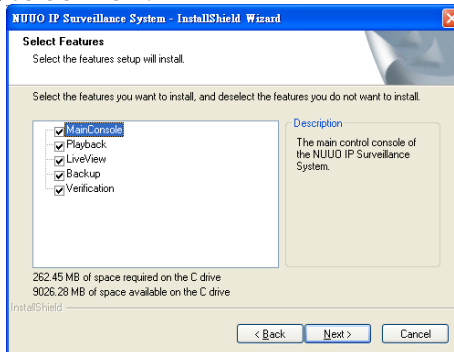 NUUO IP Surveillance System - InstallShield Wizard
Select Features
Select the features setup will install.
Select the features you want to install, and deselect the features you do not want to install.
MainConsole
Playback
LiveView
Backup
Verification
Description
The main control console of
the NUUO IP Surveillance
System.
262.45 MB of space required on the C drive
9026.28 MB of space available on the C drive
InstallShield
< Back
Next >
Cancel